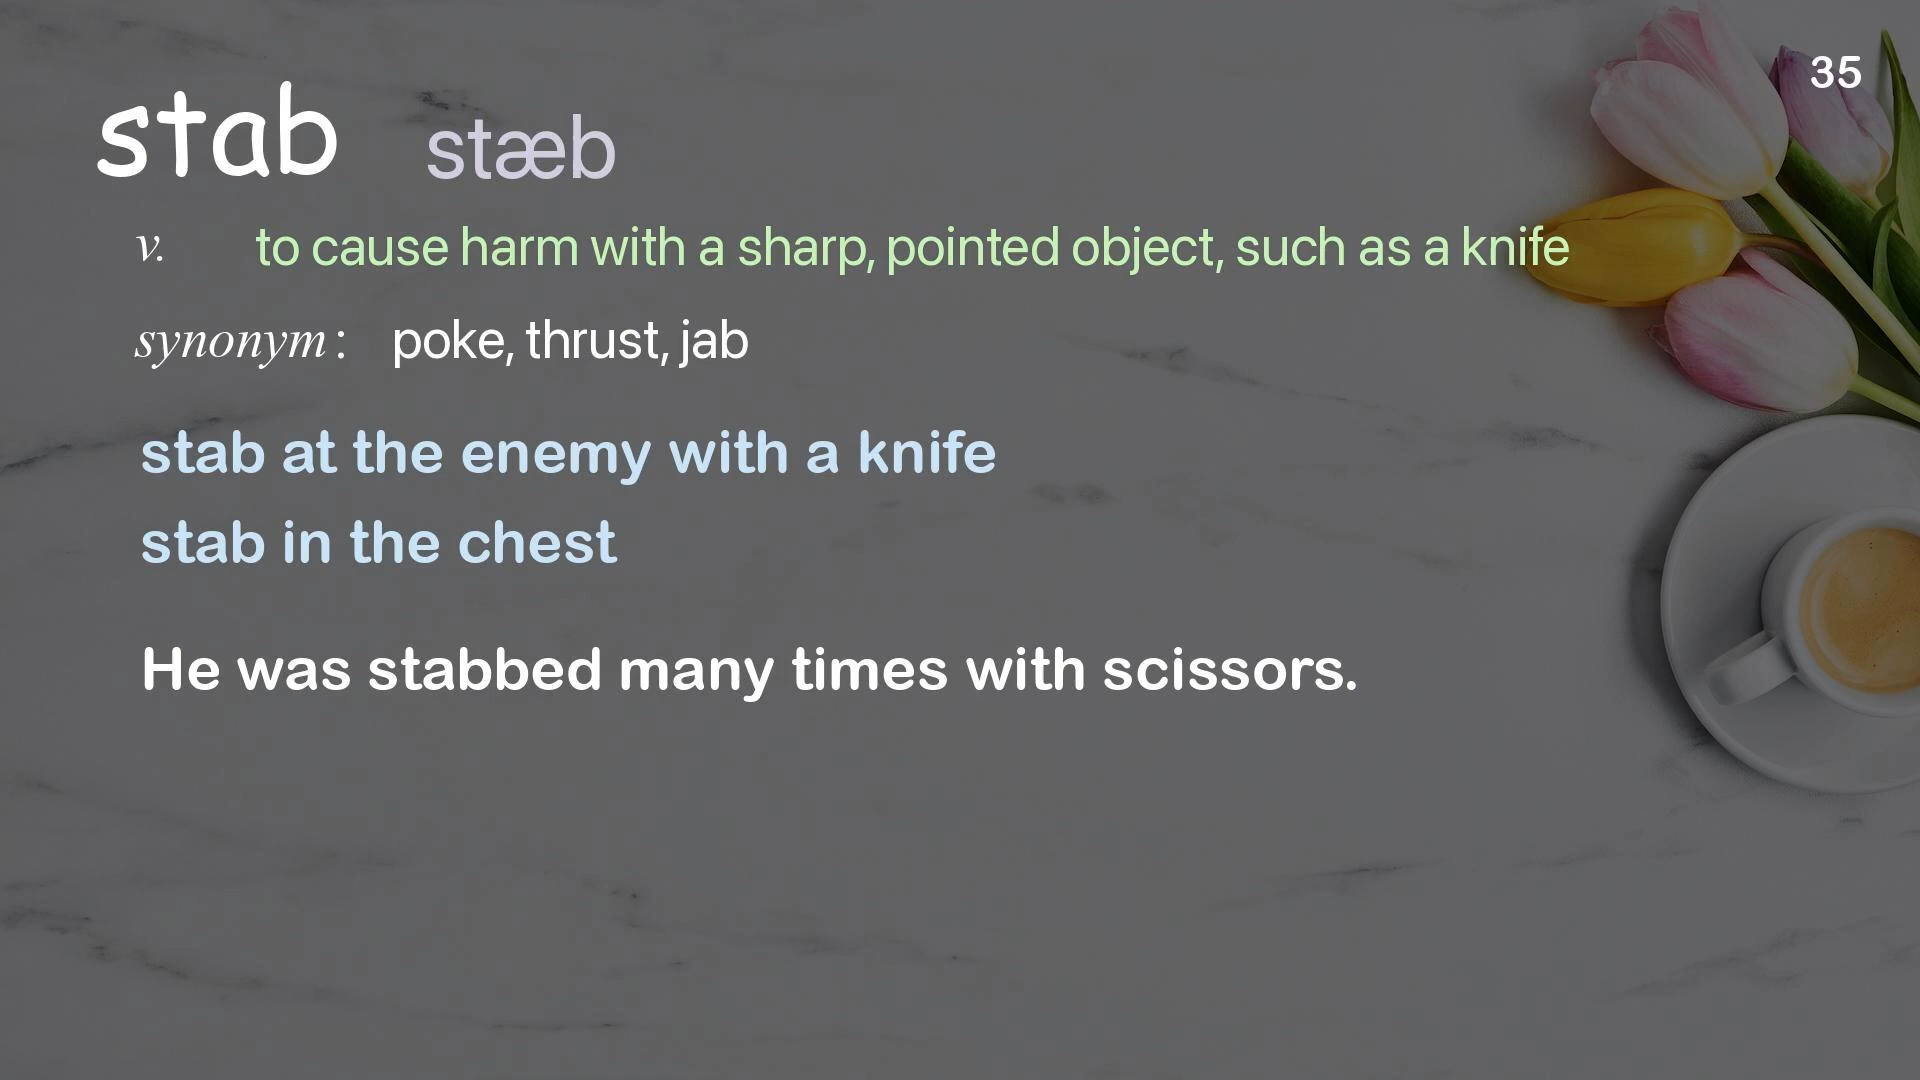 35
stab stæb
v. to cause harm with a sharp, pointed object, such as a knife
synonym : poke, thrust, jab
stab at the enemy with a knife
stab in the chest
He was stabbed many times with scissors.